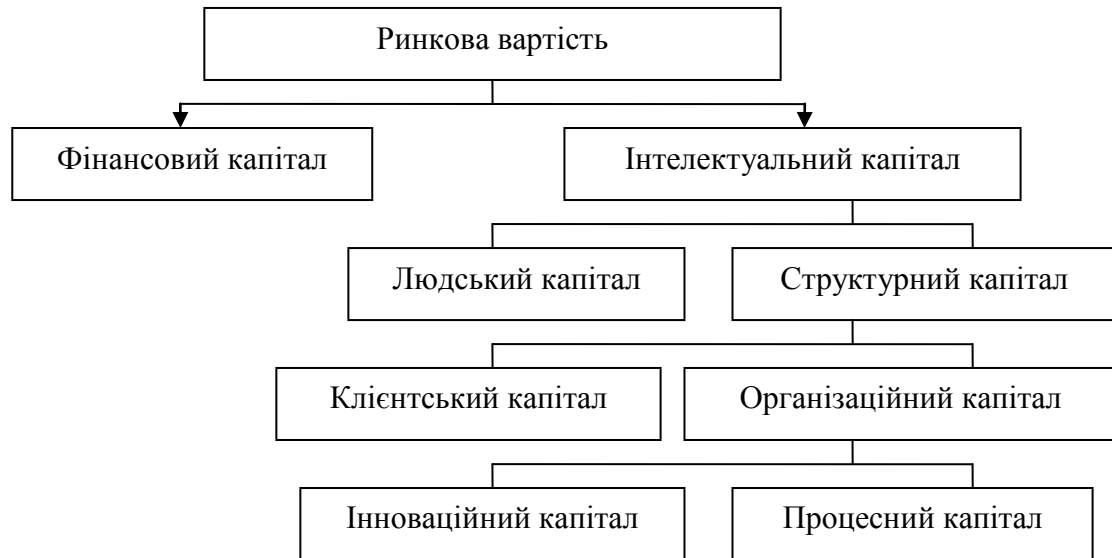 Ринкова вартість
Фінансовий капітал
Інтелектуальний капітал
Людський капітал
Структурний капітал
Клієнтський капітал
Організаційний капітал
Інноваційний капітал
Процесний капітал